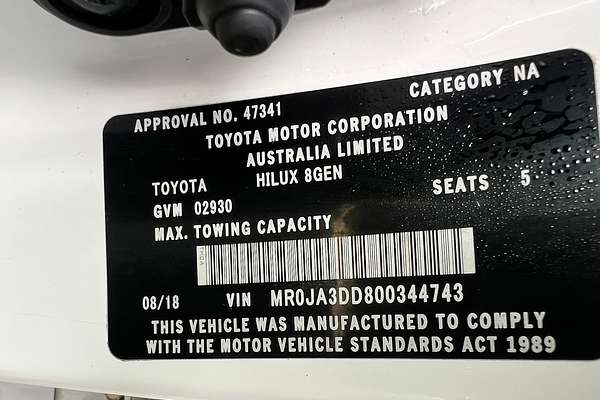 APPROVAL NO. 47341 CATEGORY NA
TOYOTA MOTOR CORPORATION
AUSTRALIA LIMITED
TOYOTA HILUX 8GEN SEATS 5
GVM 02930
MAX. TOWING CAPACITY
08/18 VIN MR0JA3DD800344743
THIS VEHICLE WAS MANUFACTURED TO COMPLY
WITH THE MOTOR VEHICLE STANDARDS ACT 1989